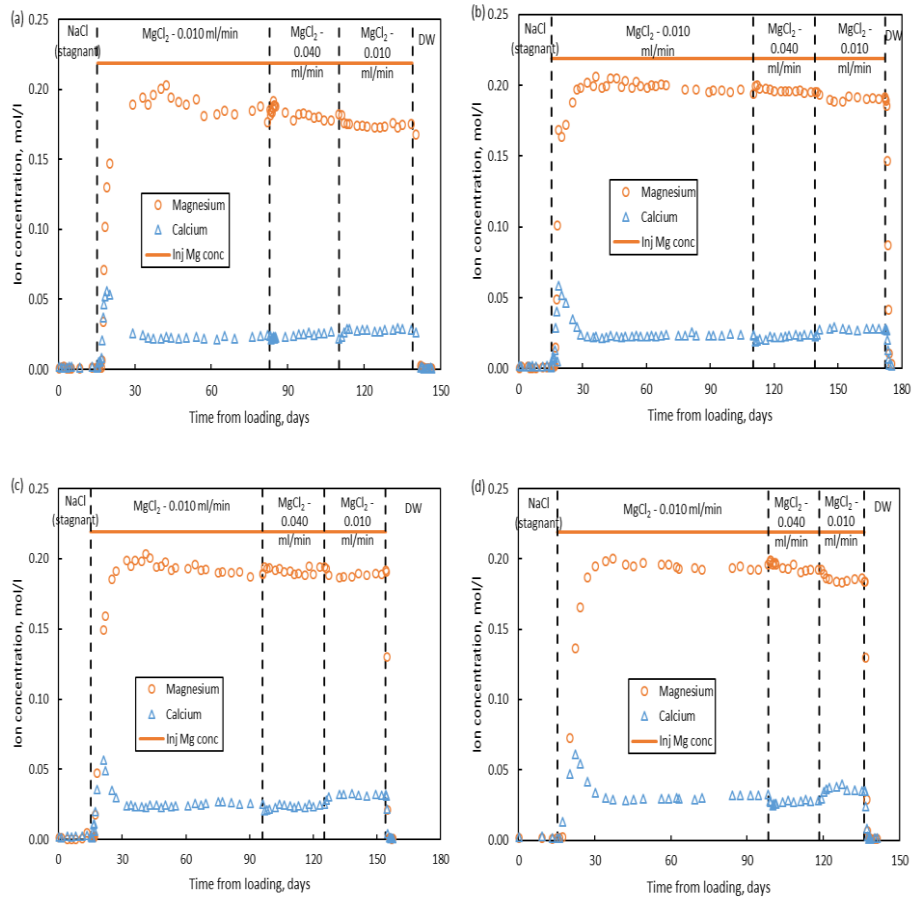 (a)
NaCl
(stagnant)
MgCl2 - 0.010 ml/min
MgCl2 -
0.040
ml/min
MgCl2 -
0.010
ml/min
DW
Ion concentration, mol/l
0.25
0.20
0.15
0.10
0.05
0.00
Magnesium
Calcium
Inj Mg conc
0
30
60
90
120
150
Time from loading, days
(b)
NaCl
(stagnant)
MgCl2 - 0.010
ml/min
MgCl2 -
0.040
ml/min
MgCl2 -
0.010
ml/min
DW
Ion concentration, mol/l
0.25
0.20
0.15
0.10
0.05
0.00
Magnesium
Calcium
Inj Mg conc
0
30
60
90
120
150
180
Time from loading, days
(c)
NaCl
(stagnant)
MgCl2 - 0.010 ml/min
MgCl2 -
0.040
ml/min
MgCl2 -
0.010
ml/min
DW
Ion concentration, mol/l
0.25
0.20
0.15
0.10
0.05
0.00
Magnesium
Calcium
Inj Mg conc
0
30
60
90
120
150
180
Time from loading, days
(d)
NaCl
(stagnant)
MgCl2 - 0.010 ml/min
MgCl2 -
0.040
ml/min
MgCl2 -
0.010
ml/min
DW
Ion concentration, mol/l
0.25
0.20
0.15
0.10
0.05
0.00
Magnesium
Calcium
Inj Mg conc
0
30
60
90
120
150
Time from loading, days